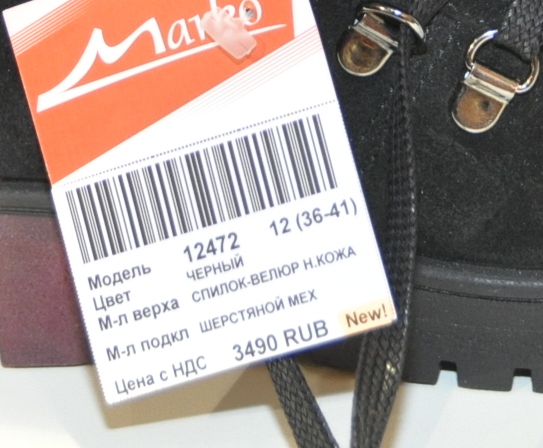 Marko
Модель 12472 12 (36-41)
Цвет ЧЕРНЫЙ
М-л верха СПИЛОК-ВЕЛЮР Н.КОЖА
М-л подкл ШЕРСТЯНОЙ МЕХ
Цена с НДС 3490 RUB New!